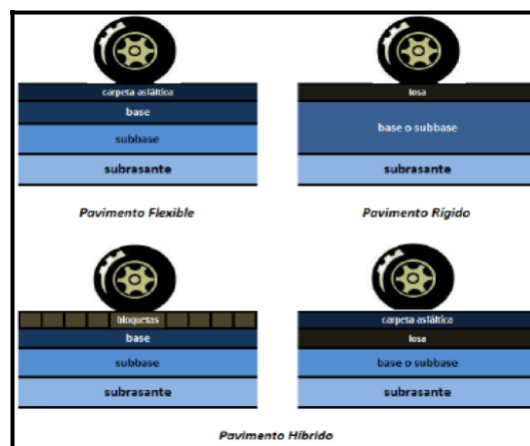 carpeta asfáltica
base
subbase
subrasante
Pavimento Flexible
losa
base o subbase
subrasante
Pavimento Rígido
bloquetas
base
subbase
subrasante
carpeta asfáltica
losa
base o subbase
subrasante
Pavimento Híbrido